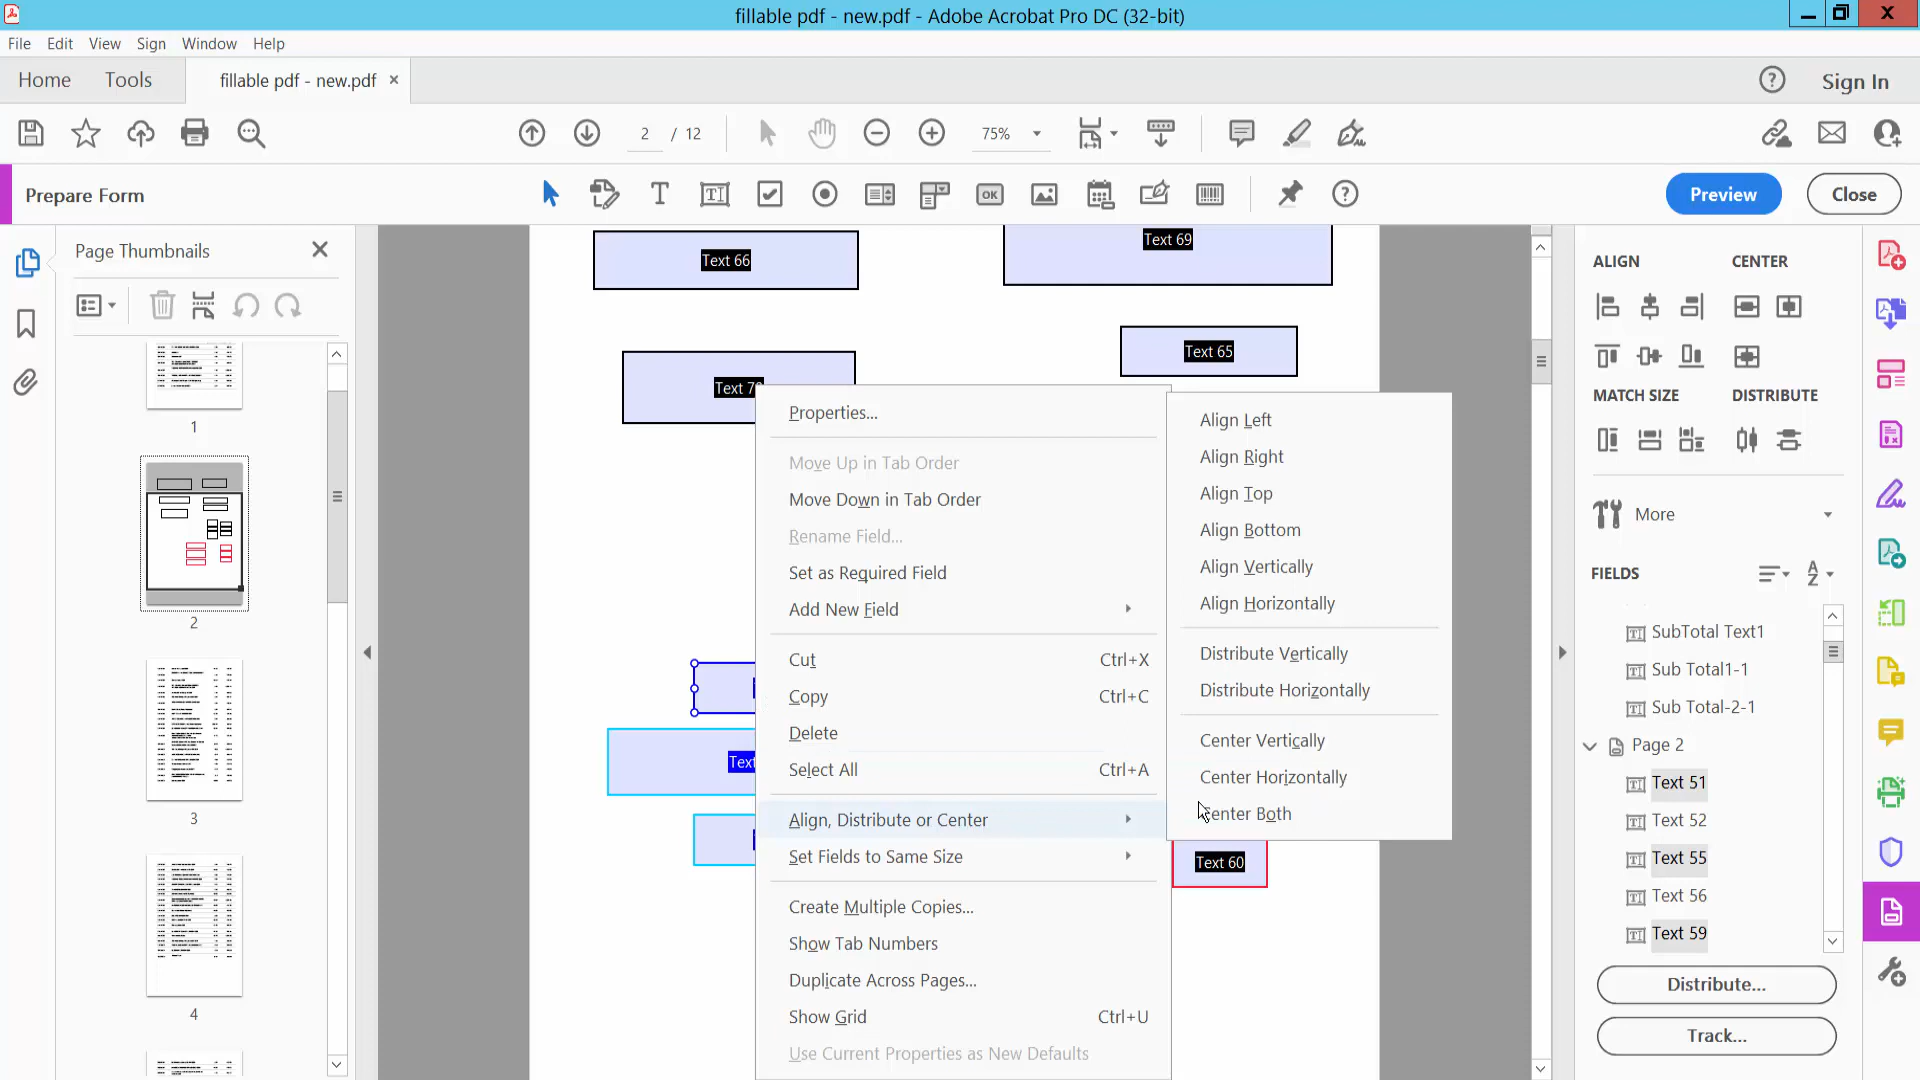 fillable pdf - new.pdf - Adobe Acrobat Pro DC (32-bit)
File Edit View Sign Window Help
Home Tools fillable pdf - new.pdf × Sign In
2 / 12 75%
Prepare Form Preview Close
Page Thumbnails
1
2
3
4
Text 66
Text 69
Text 65
Text
Text
Text 60
Properties...
Move Up in Tab Order
Move Down in Tab Order
Rename Field...
Set as Required Field
Add New Field
Cut Ctrl+X
Copy Ctrl+C
Delete
Select All Ctrl+A
Align, Distribute or Center
Set Fields to Same Size
Create Multiple Copies...
Show Tab Numbers
Duplicate Across Pages...
Show Grid Ctrl+U
Use Current Properties as New Defaults
Align Left
Align Right
Align Top
Align Bottom
Align Vertically
Align Horizontally
Distribute Vertically
Distribute Horizontally
Center Vertically
Center Horizontally
Center Both
ALIGN CENTER
MATCH SIZE DISTRIBUTE
More
FIELDS
SubTotal Text1
Sub Total1-1
Sub Total-2-1
Page 2
Text 51
Text 52
Text 55
Text 56
Text 59
Distribute...
Track...